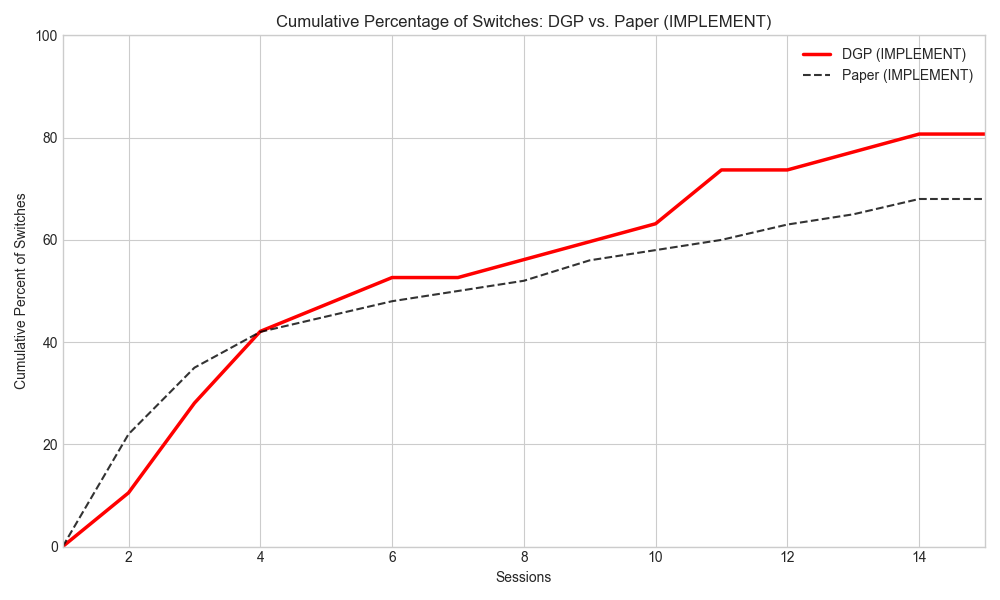 Cumulative Percentage of Switches: DGP vs. Paper (IMPLEMENT)
DGP (IMPLEMENT)
Paper (IMPLEMENT)
Cumulative Percent of Switches
100
80
60
40
20
0
2 4 6 8 10 12 14
Sessions